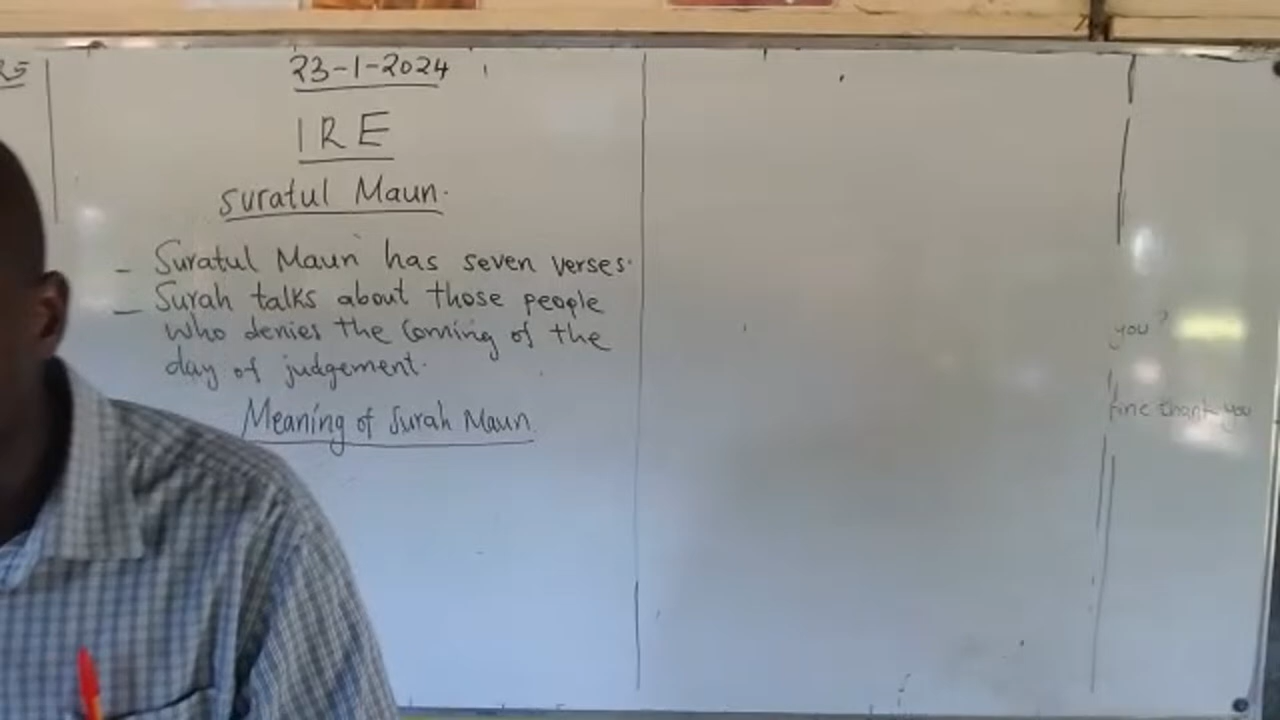 23-1-2024
IRE
Suratul Maun.
- Suratul Maun has seven verses.
- Surah talks about those people
who denies the coming of the
day of judgement.
Meaning of Surah Maun
you?
fine thank you